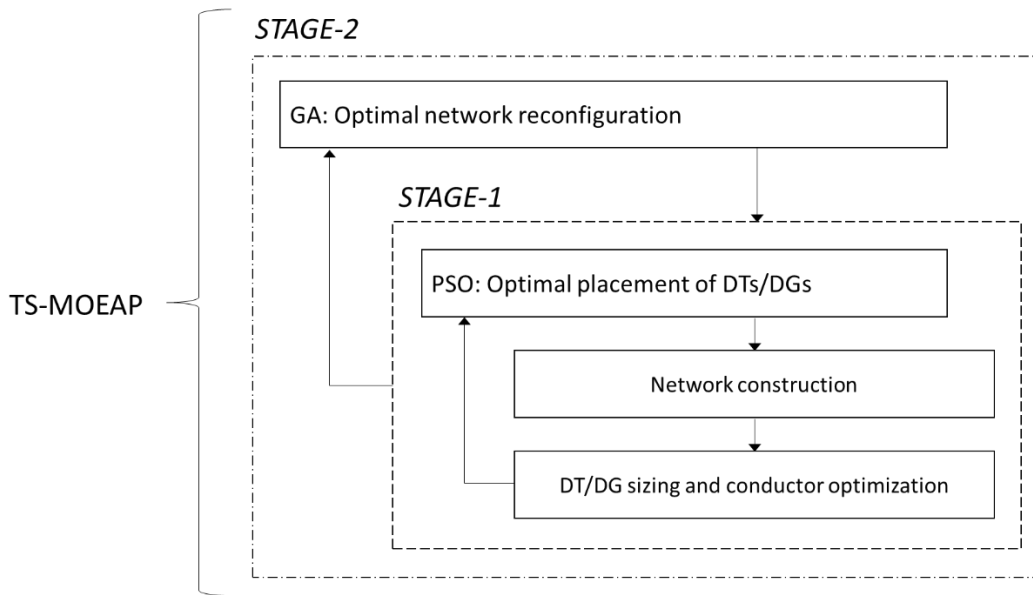 STAGE-2
GA: Optimal network reconfiguration
STAGE-1
PSO: Optimal placement of DTs/DGs
TS-MOEAP
Network construction
DT/DG sizing and conductor optimization